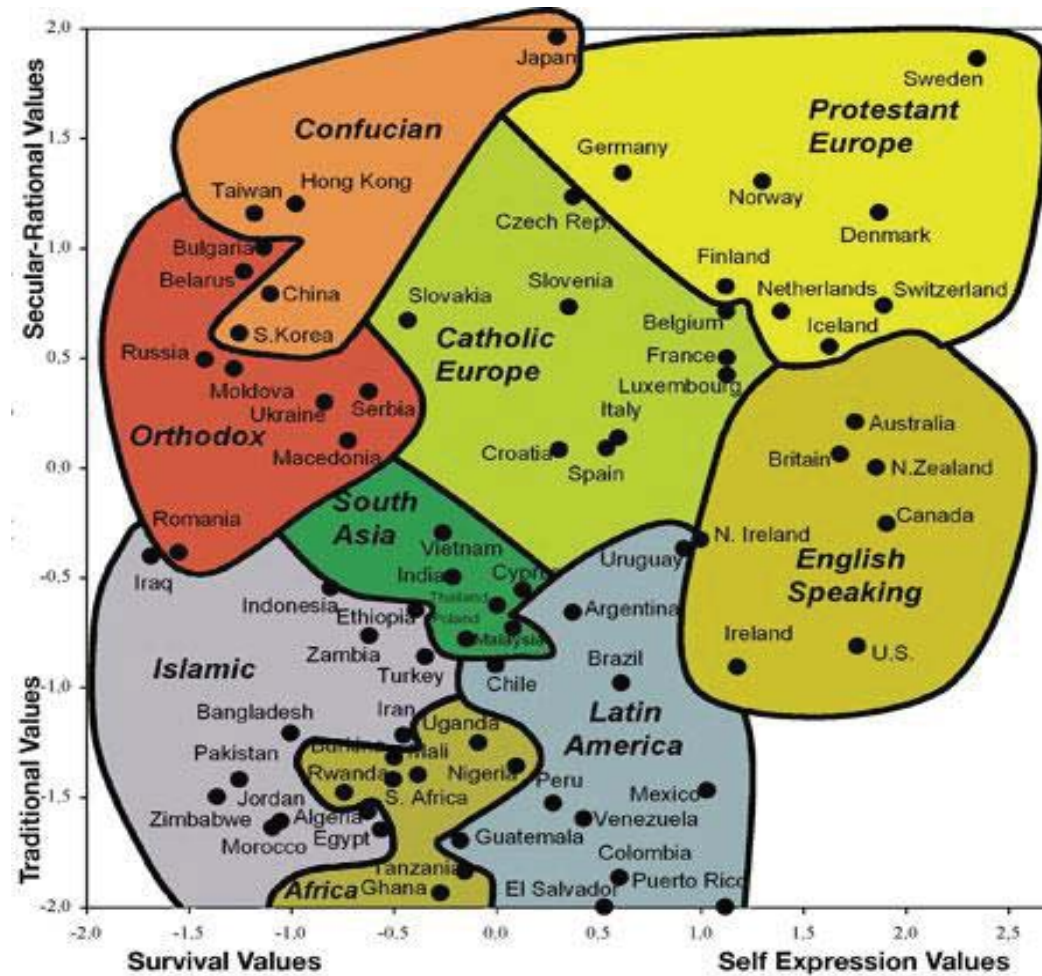 2.0
Japan
Sweden
Protestant
Europe
Confucian
Secular-Rational Values
1.5
Germany
Hong Kong
Taiwan
Norway
Czech Rep.
Denmark
1.0
Bulgaria
Finland
Belarus
Slovenia
China
Slovakia
Netherlands
Switzerland
Belgium
Iceland
S.Korea
Catholic
Europe
France
0.5
Russia
Luxembourg
Moldova
Italy
Ukraine
Serbia
Australia
Orthodox
Croatia
Britain
N.Zealand
Macedonia
Spain
0.0
South
Asia
Romania
Canada
Vietnam
N. Ireland
Uruguay
English
Speaking
Iraq
India
-0.5
Indonesia
Thailand
Ethiopia
Poland
Argentina
Malaysia
Ireland
Zambia
U.S.
Islamic
Brazil
Turkey
Chile
-1.0
Traditional Values
Bangladesh
Iran
Uganda
Latin
America
Mali
Pakistan
Rwanda
Nigeria
Peru
-1.5
Jordan
S. Africa
Mexico
Zimbabwe
Algeria
Venezuela
Morocco
Egypt
Guatemala
Colombia
Tanzania
Africa
Ghana
El Salvador
Puerto Rico
-2.0
-2,0 -1,5 -1,0 -0,5 0,0 0,5 1,0 1,5 2,0 2,5
Survival Values
Self Expression Values